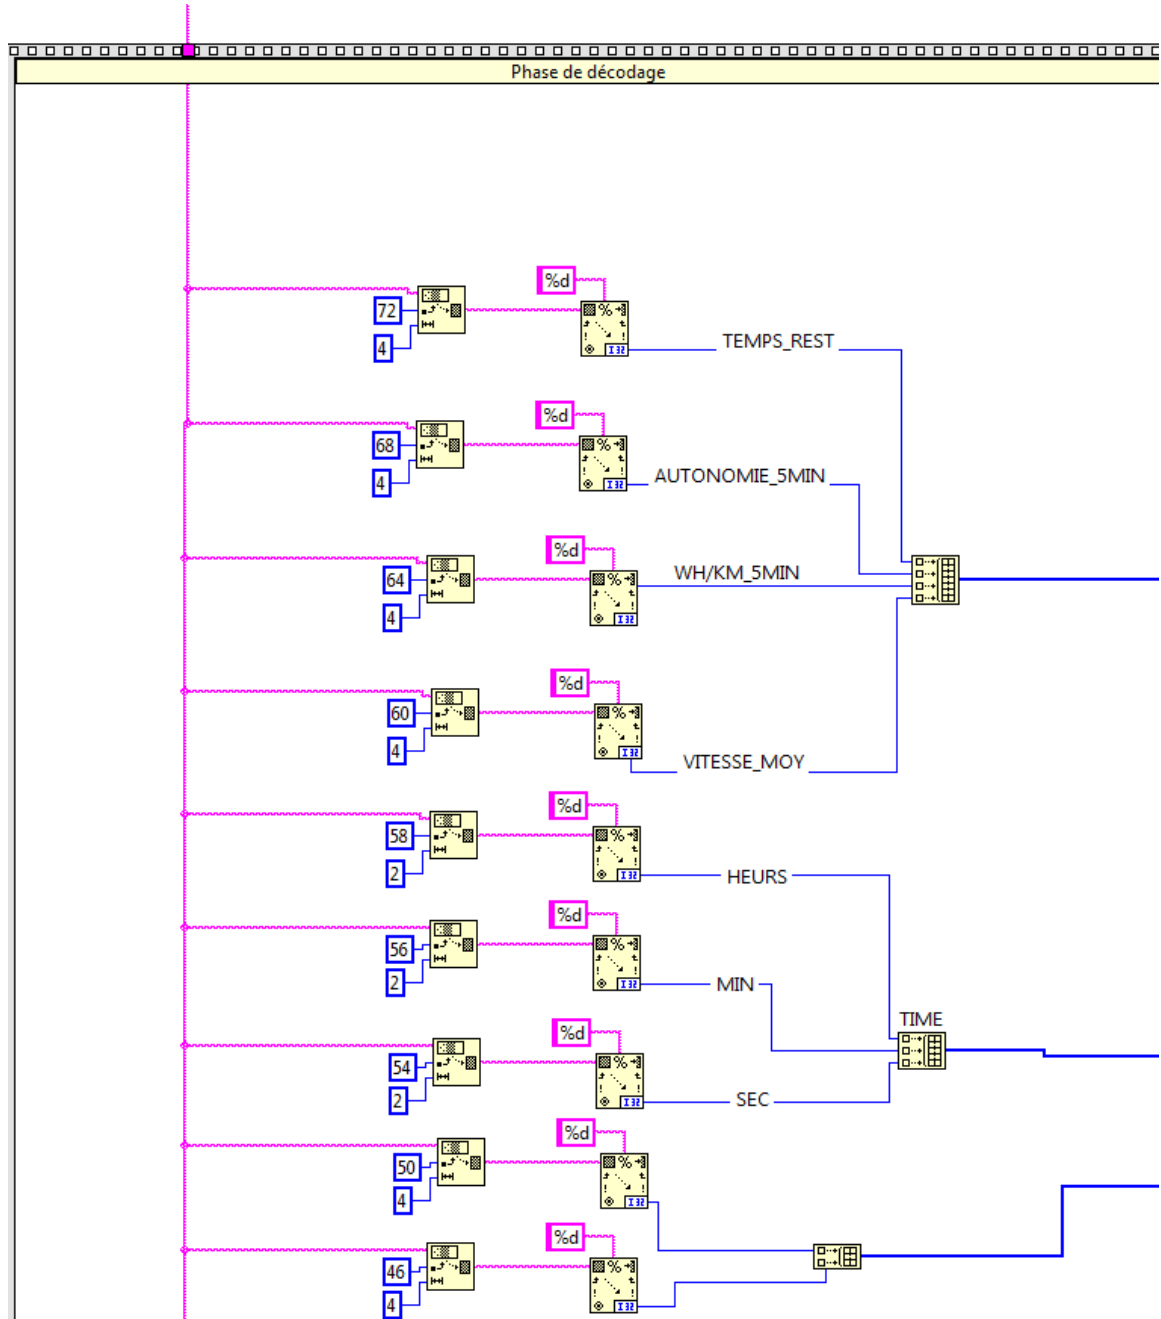 Phase de décodage
%d
72
4
TEMPS_REST
%d
68
4
AUTONOMIE_5MIN
%d
64
4
WH/KM_5MIN
%d
60
4
VITESSE_MOY
%d
58
2
HEURS
%d
56
2
MIN
TIME
%d
54
2
SEC
%d
50
4
%d
46
4